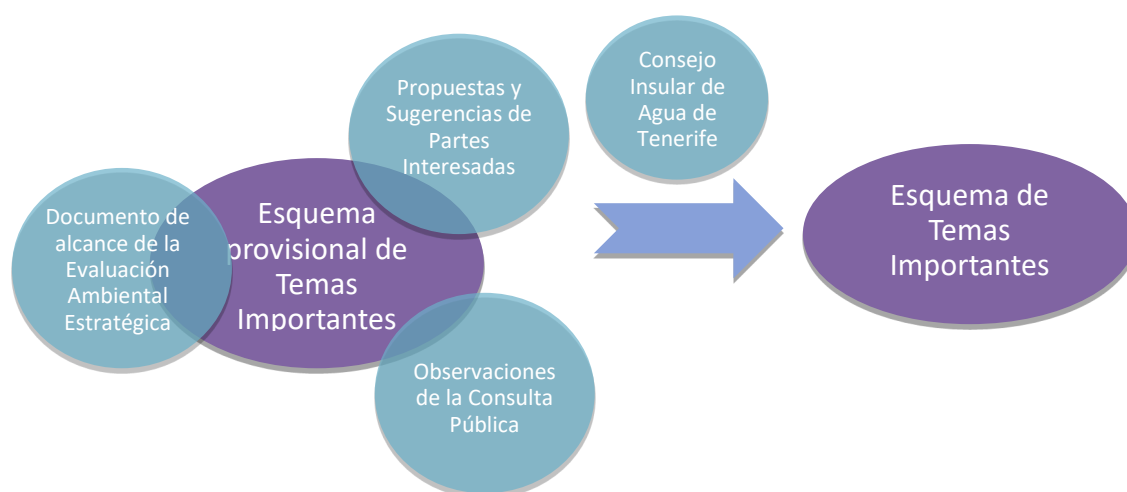 Propuestas y
Sugerencias de
Partes
Interesadas
Consejo
Insular de
Agua de
Tenerife
Documento de
alcance de la
Evaluación
Ambiental
Estratégica
Esquema
provisional de
Temas
Importantes
Esquema de
Temas
Importantes
Observaciones
de la Consulta
Pública